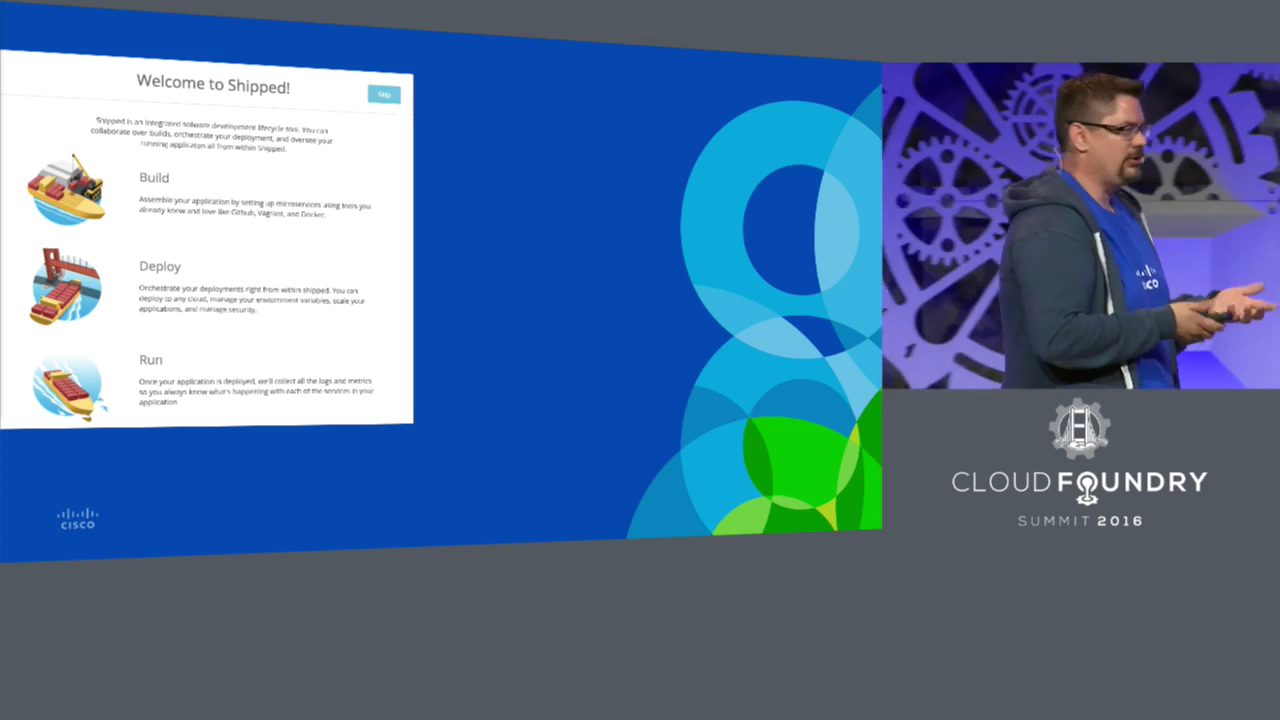 Welcome to Shipped!
Skip
Shipped is an integrated software development lifecycle tool. You can
collaborate over builds, orchestrate your deployment, and oversee your
running application all from within Shipped.
Build
Assemble your application by setting up microservices using tools you
already know and love like Github, Vagrant, and Docker.
Deploy
Orchestrate your deployments right from within shipped. You can
deploy to any cloud, manage your environment variables, scale your
applications, and manage security.
Run
Once your application is deployed, we'll collect all the logs and metrics
so you always know what's happening with each of the services in your
application
CISCO
CLOUD FOUNDRY
SUMMIT 2016